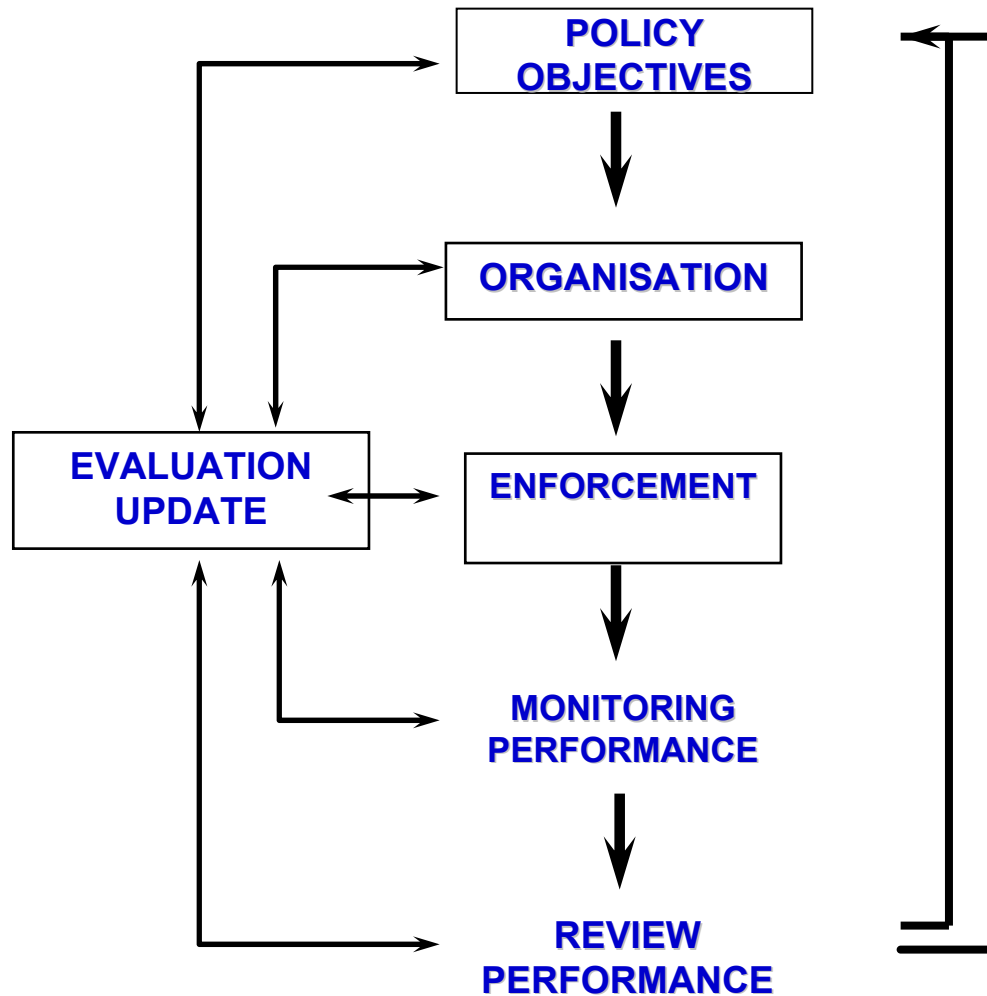 POLICY
OBJECTIVES
ORGANISATION
EVALUATION
UPDATE
ENFORCEMENT
MONITORING
PERFORMANCE
REVIEW
PERFORMANCE